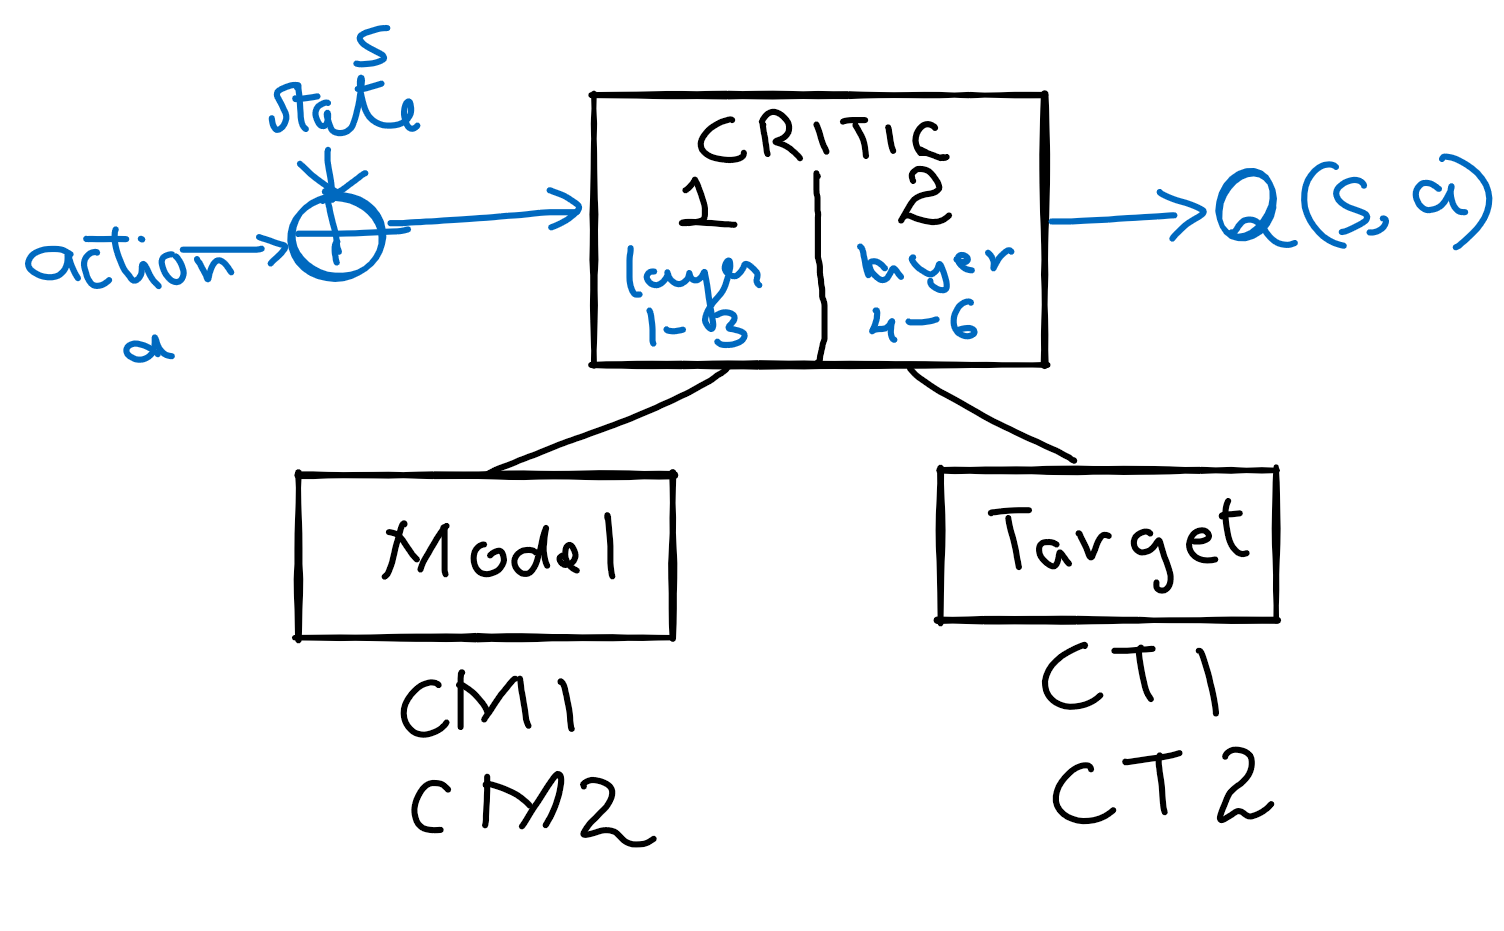 S
state
action
a
CRITIC
1 2
layer layer
1-3 4-6
Q(s, a)
Model
Target
CM1
CM2
CT1
CT2